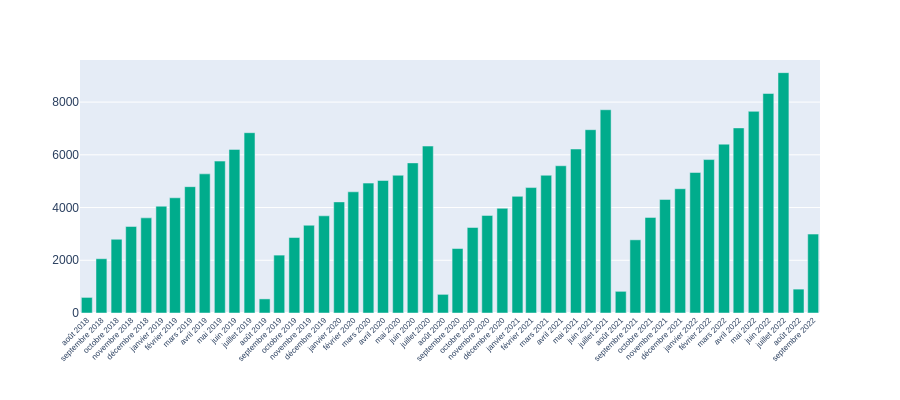 8000
6000
4000
2000
0
août 2018
septembre 2018
octobre 2018
novembre 2018
décembre 2018
janvier 2019
février 2019
mars 2019
avril 2019
mai 2019
juin 2019
juillet 2019
août 2019
septembre 2019
octobre 2019
novembre 2019
décembre 2019
janvier 2020
février 2020
mars 2020
avril 2020
mai 2020
juin 2020
juillet 2020
août 2020
septembre 2020
octobre 2020
novembre 2020
décembre 2020
janvier 2021
février 2021
mars 2021
avril 2021
mai 2021
juin 2021
juillet 2021
août 2021
septembre 2021
octobre 2021
novembre 2021
décembre 2021
janvier 2022
février 2022
mars 2022
avril 2022
mai 2022
juin 2022
juillet 2022
août 2022
septembre 2022